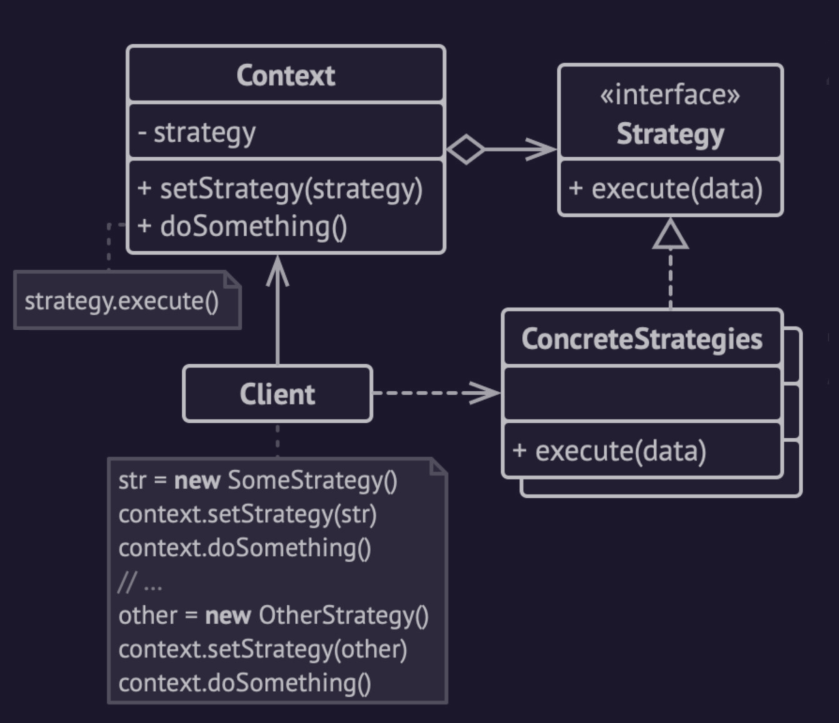 Context
- strategy
+ setStrategy(strategy)
+ doSomething()
«interface»
Strategy
+ execute(data)
strategy.execute()
ConcreteStrategies
+ execute(data)
Client
str = new SomeStrategy()
context.setStrategy(str)
context.doSomething()
// ...
other = new OtherStrategy()
context.setStrategy(other)
context.doSomething()